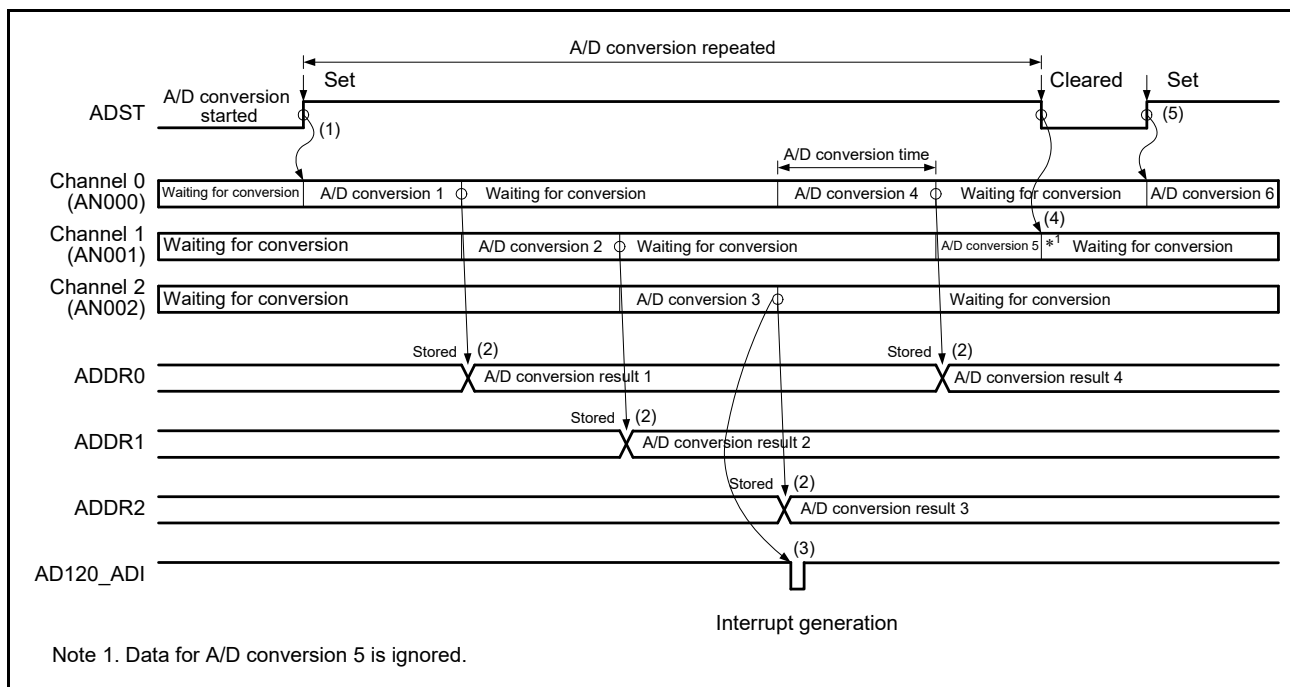 A/D conversion repeated
Set Cleared Set
ADST A/D conversion started (1) (5)
A/D conversion time
Channel 0 (AN000) Waiting for conversion A/D conversion 1 Waiting for conversion A/D conversion 4 Waiting for conversion A/D conversion 6
(4)
Channel 1 (AN001) Waiting for conversion A/D conversion 2 Waiting for conversion A/D conversion 5 *1 Waiting for conversion
Channel 2 (AN002) Waiting for conversion A/D conversion 3 Waiting for conversion
Stored (2) Stored (2)
ADDR0 A/D conversion result 1 A/D conversion result 4
Stored (2)
ADDR1 A/D conversion result 2
Stored (2)
ADDR2 A/D conversion result 3
(3)
AD120_ADI
Interrupt generation
Note 1. Data for A/D conversion 5 is ignored.